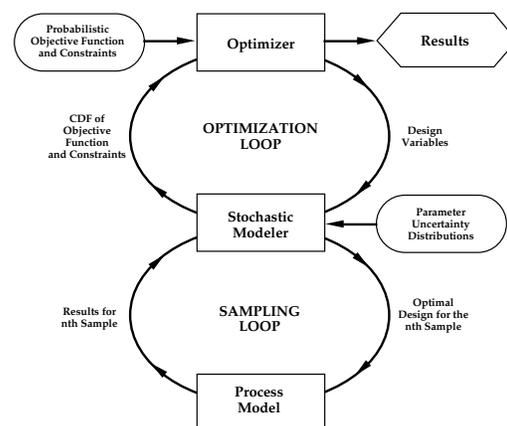 Probabilistic
Objective Function
and Constraints
Optimizer
Results
CDF of
Objective
Function
and Constraints
OPTIMIZATION
LOOP
Design
Variables
Stochastic
Modeler
Parameter
Uncertainty
Distributions
Results for
nth Sample
SAMPLING
LOOP
Optimal
Design for the
nth Sample
Process
Model